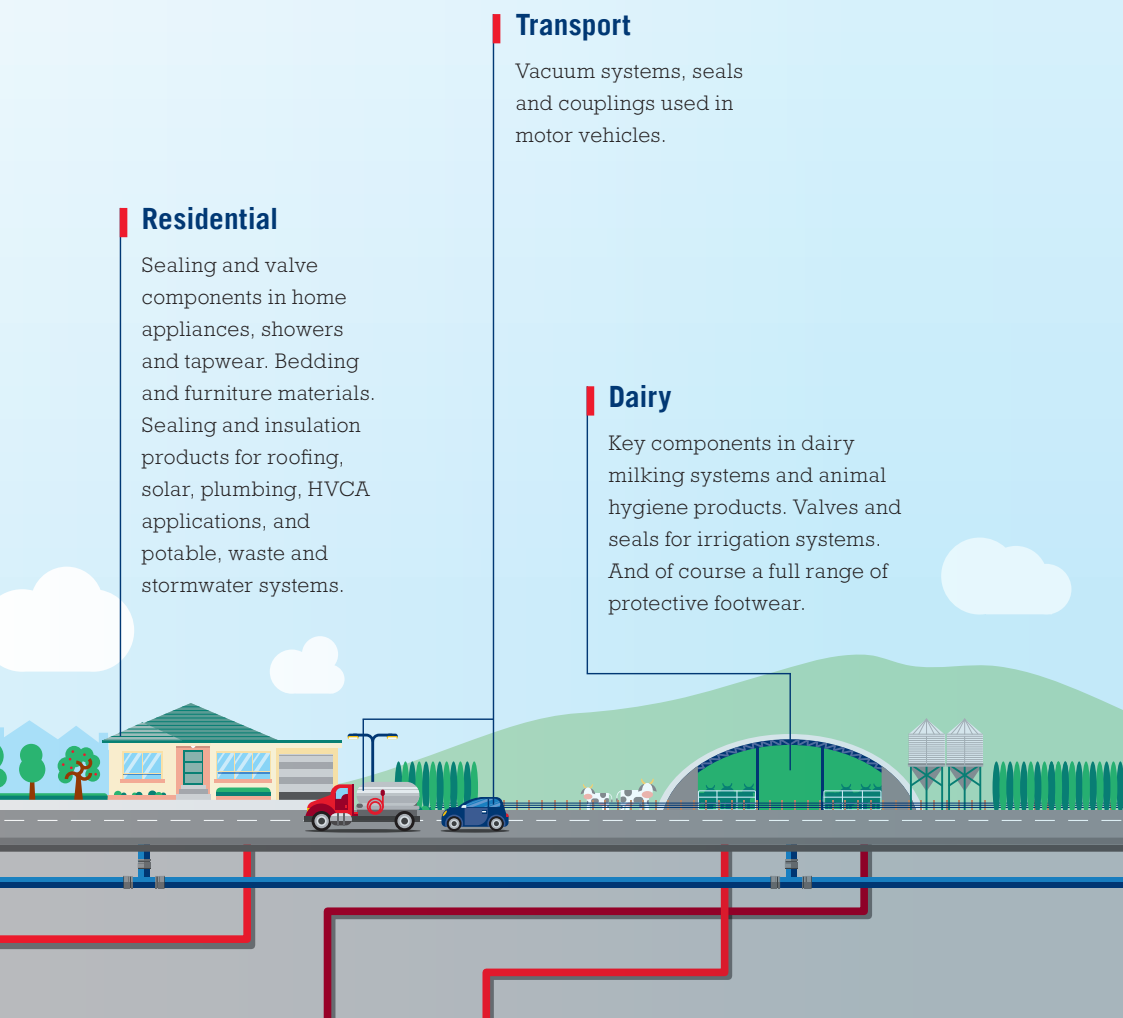 Transport
Vacuum systems, seals
and couplings used in
motor vehicles.
Residential
Sealing and valve
components in home
appliances, showers
and tapwear. Bedding
and furniture materials.
Sealing and insulation
products for roofing,
solar, plumbing, HVCA
applications, and
potable, waste and
stormwater systems.
Dairy
Key components in dairy
milking systems and animal
hygiene products. Valves and
seals for irrigation systems.
And of course a full range of
protective footwear.